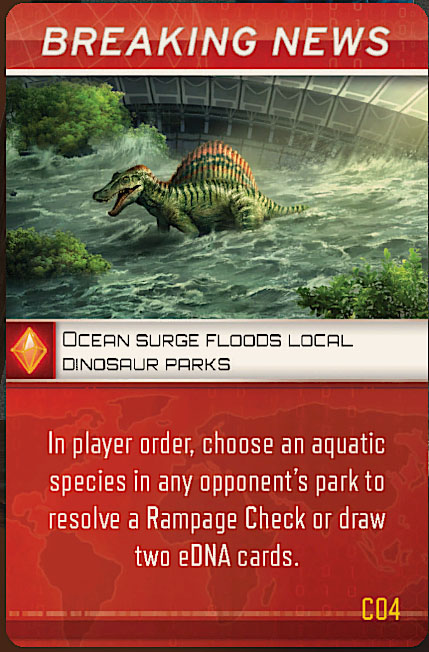 BREAKING NEWS
OCEAN SURGE FLOODS LOCAL
DINOSAUR PARKS
In player order, choose an aquatic
species in any opponent's park to
resolve a Rampage Check or draw
two eDNA cards.
C04